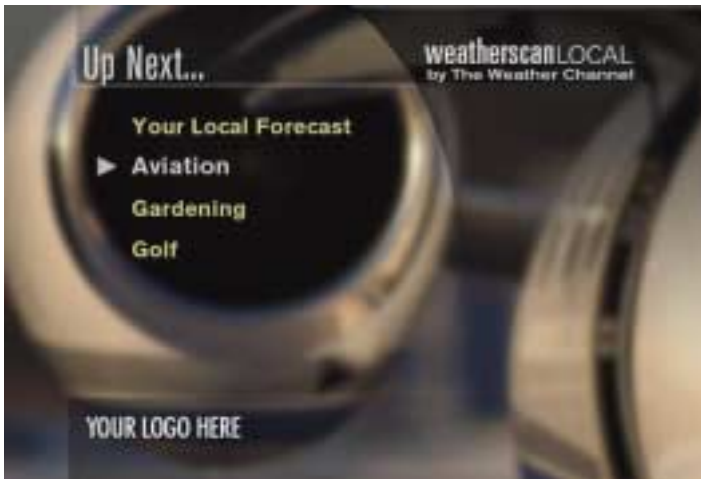 Up Next...
weatherscanLOCAL
by The Weather Channel
Your Local Forecast
Aviation
Gardening
Golf
YOUR LOGO HERE